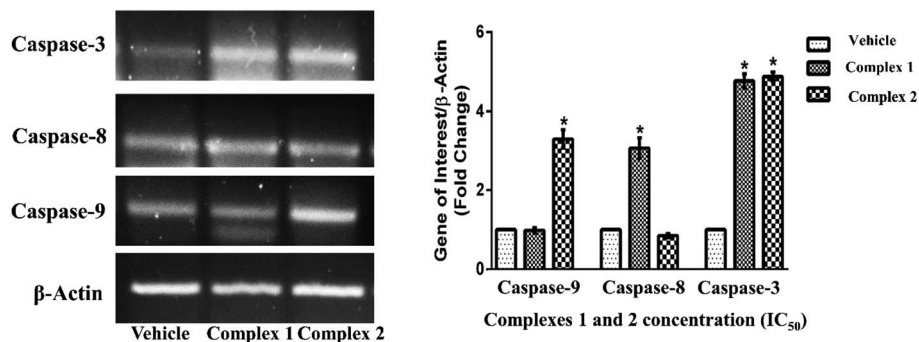 Caspase-3
Caspase-8
Caspase-9
β-Actin
Vehicle Complex 1 Complex 2
Gene of Interest/β-Actin
(Fold Change)
6
4
2
0
Caspase-9 Caspase-8 Caspase-3
Complexes 1 and 2 concentration (IC₅₀)
* * * *
Vehicle
Complex 1
Complex 2